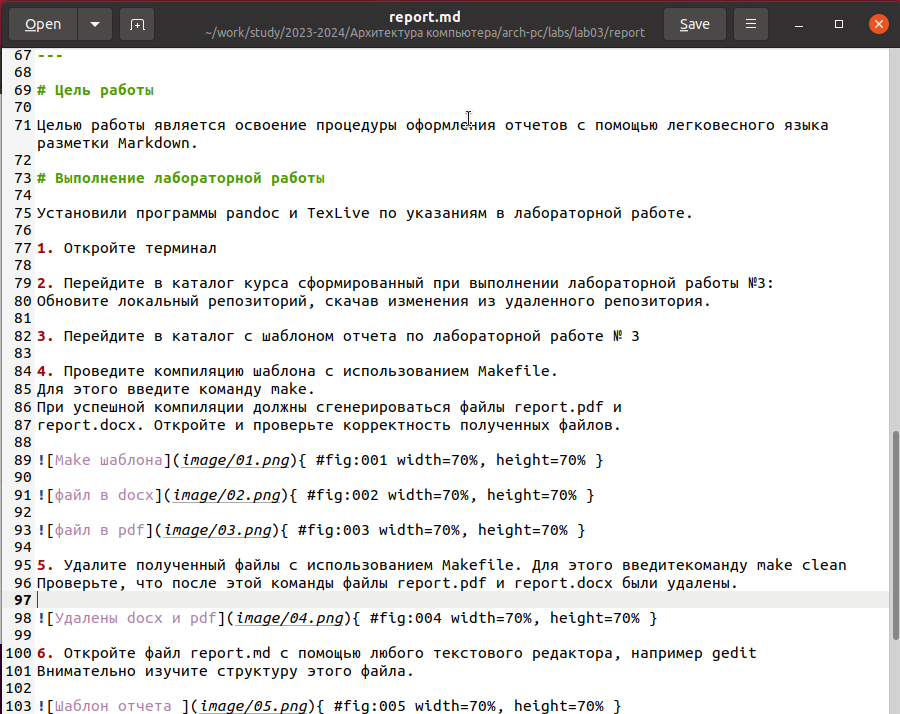 Open
report.md
~/work/study/2023-2024/Архитектура компьютера/arch-pc/labs/lab03/report
Save
67 ---
68
69 # Цель работы
70
71 Целью работы является освоение процедуры оформления отчетов с помощью легковесного языка
разметки Markdown.
72
73 # Выполнение лабораторной работы
74
75 Установили программы pandoc и TexLive по указаниям в лабораторной работе.
76
77 1. Откройте терминал
78
79 2. Перейдите в каталог курса сформированный при выполнении лабораторной работы №3:
80 Обновите локальный репозиторий, скачав изменения из удаленного репозитория.
81
82 3. Перейдите в каталог с шаблоном отчета по лабораторной работе № 3
83
84 4. Проведите компиляцию шаблона с использованием Makefile.
85 Для этого введите команду make.
86 При успешной компиляции должны сгенерироваться файлы report.pdf и
87 report.docx. Откройте и проверьте корректность полученных файлов.
88
89 ![Make шаблона](image/01.png){ #fig:001 width=70%, height=70% }
90
91 ![файл в docx](image/02.png){ #fig:002 width=70%, height=70% }
92
93 ![файл в pdf](image/03.png){ #fig:003 width=70%, height=70% }
94
95 5. Удалите полученный файлы с использованием Makefile. Для этого введитекоманду make clean
96 Проверьте, что после этой команды файлы report.pdf и report.docx были удалены.
97
98 ![Удалены docx и pdf](image/04.png){ #fig:004 width=70%, height=70% }
99
100 6. Откройте файл report.md c помощью любого текстового редактора, например gedit
101 Внимательно изучите структуру этого файла.
102
103 ![Шаблон отчета ](image/05.png){ #fig:005 width=70%, height=70% }